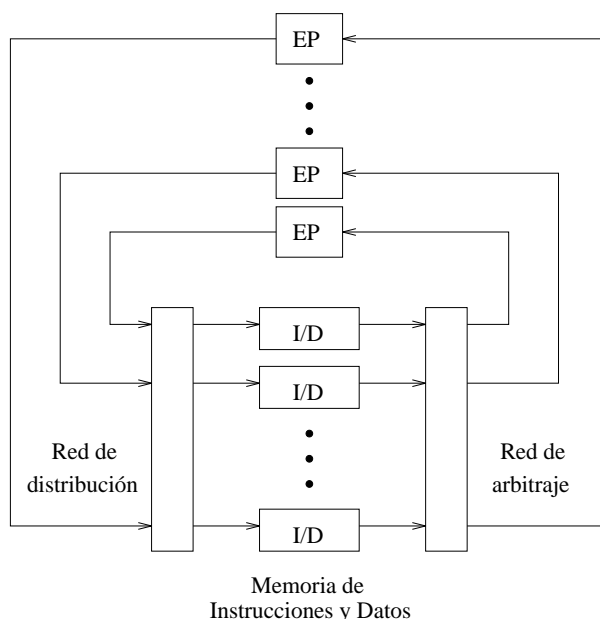 EP
EP
EP
I/D
I/D
Red de
distribución
Red de
arbitraje
I/D
Memoria de
Instrucciones y Datos